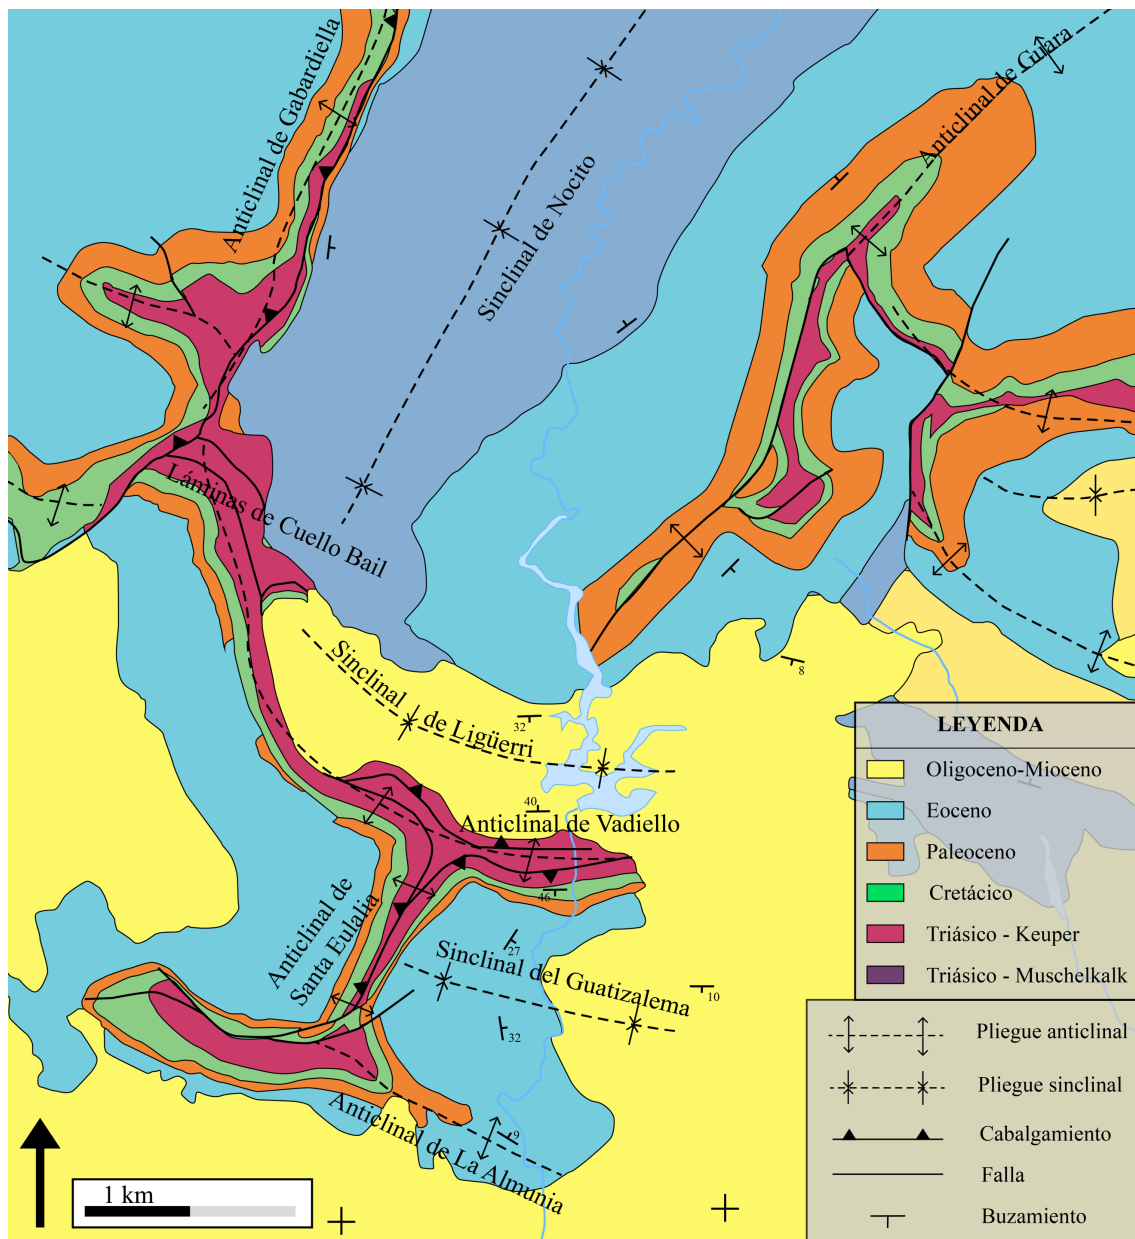 Anticlinal de Gabardiella
Sinclinal de Nocito
Anticlinal de Guara
Láminas de Cuello Bail
Sinclinal
de Ligüerri
8
32
40
Anticlinal de Vadiello
46
Anticlinal de
Santa Eulalia
27
Sinclinal del Guatizalema
10
32
9
Anticlinal de La Almunia
1 km
LEYENDA
Oligoceno-Mioceno
Eoceno
Paleoceno
Cretácico
Triásico - Keuper
Triásico - Muschelkalk
Pliegue anticlinal
Pliegue sinclinal
Cabalgamiento
Falla
Buzamiento